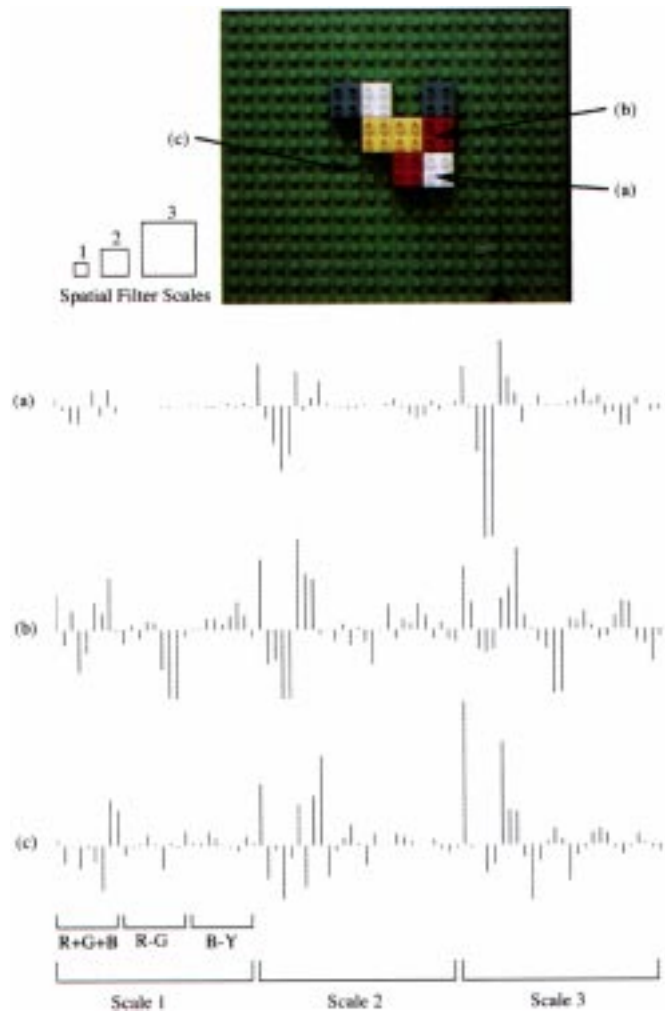 (b)
(c)
(a)
1 2 3
Spatial Filter Scales
(a)
(b)
(c)
R+G+B R-G B-Y
Scale 1 Scale 2 Scale 3